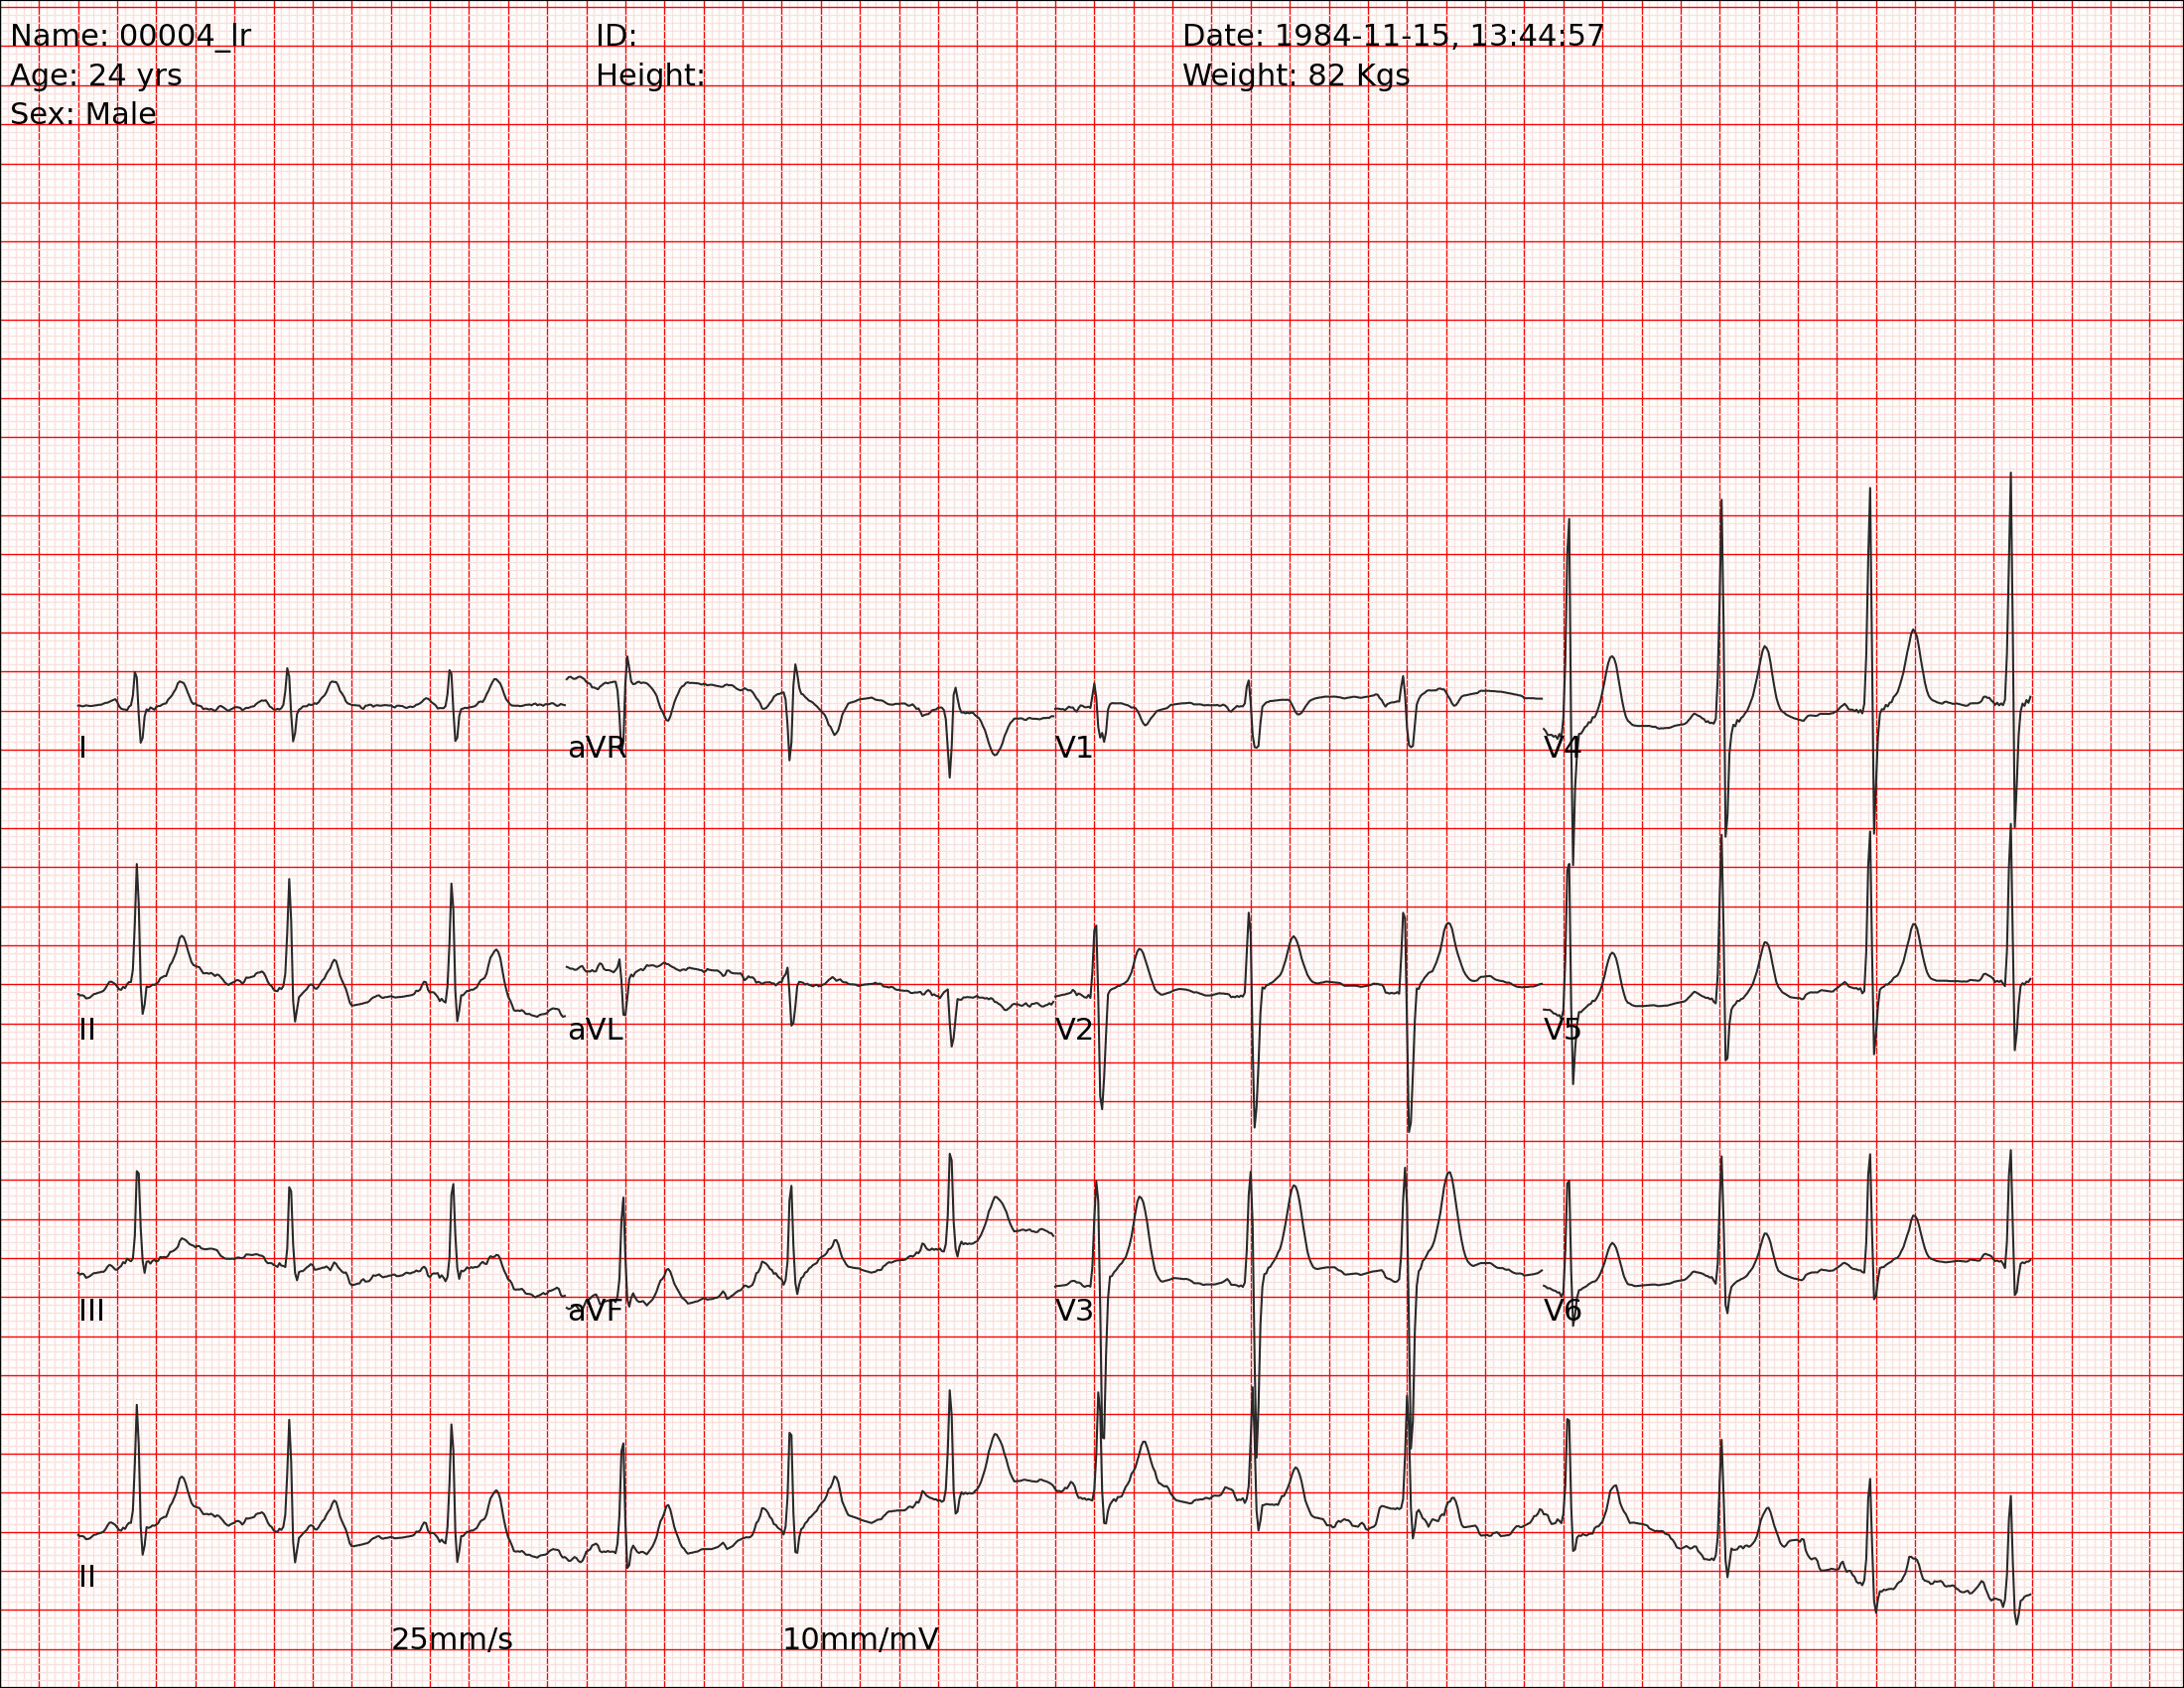 Name: 00004_lr ID: Date: 1984-11-15, 13:44:57
Age: 24 yrs Height: Weight: 82 Kgs
Sex: Male
I aVR V1 V4
II aVL V2 V5
III aVF V3 V6
II
25mm/s 10mm/mV